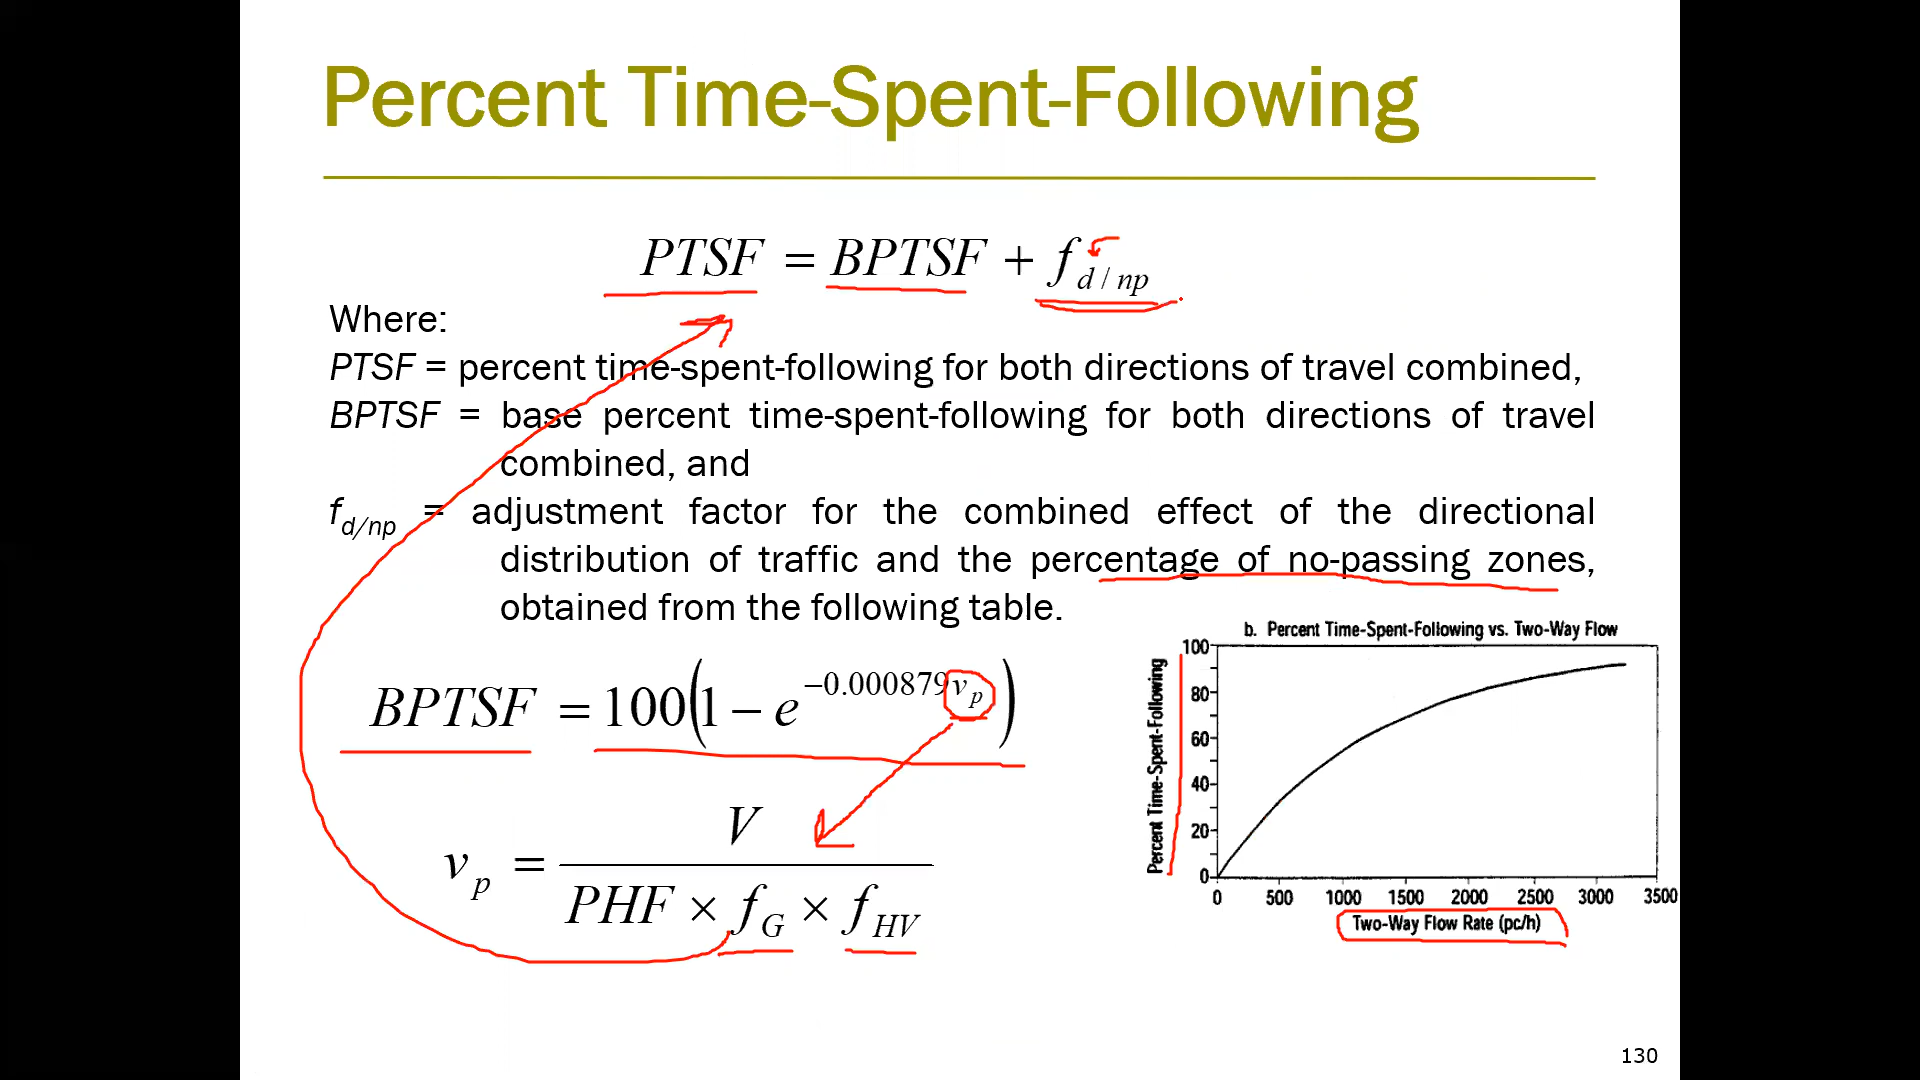 Percent Time-Spent-Following
PTSF = BPTSF + f d / np
Where:
PTSF = percent time-spent-following for both directions of travel combined,
BPTSF = base percent time-spent-following for both directions of travel
combined, and
fd/np = adjustment factor for the combined effect of the directional
distribution of traffic and the percentage of no-passing zones,
obtained from the following table.
BPTSF = 100(1 − e^−0.000879vp)
vp = V / (PHF × fG × fHV)
b. Percent Time-Spent-Following vs. Two-Way Flow
Percent Time-Spent-Following
100
80
60
40
20
0
0 500 1000 1500 2000 2500 3000 3500
Two-Way Flow Rate (pc/h)
130